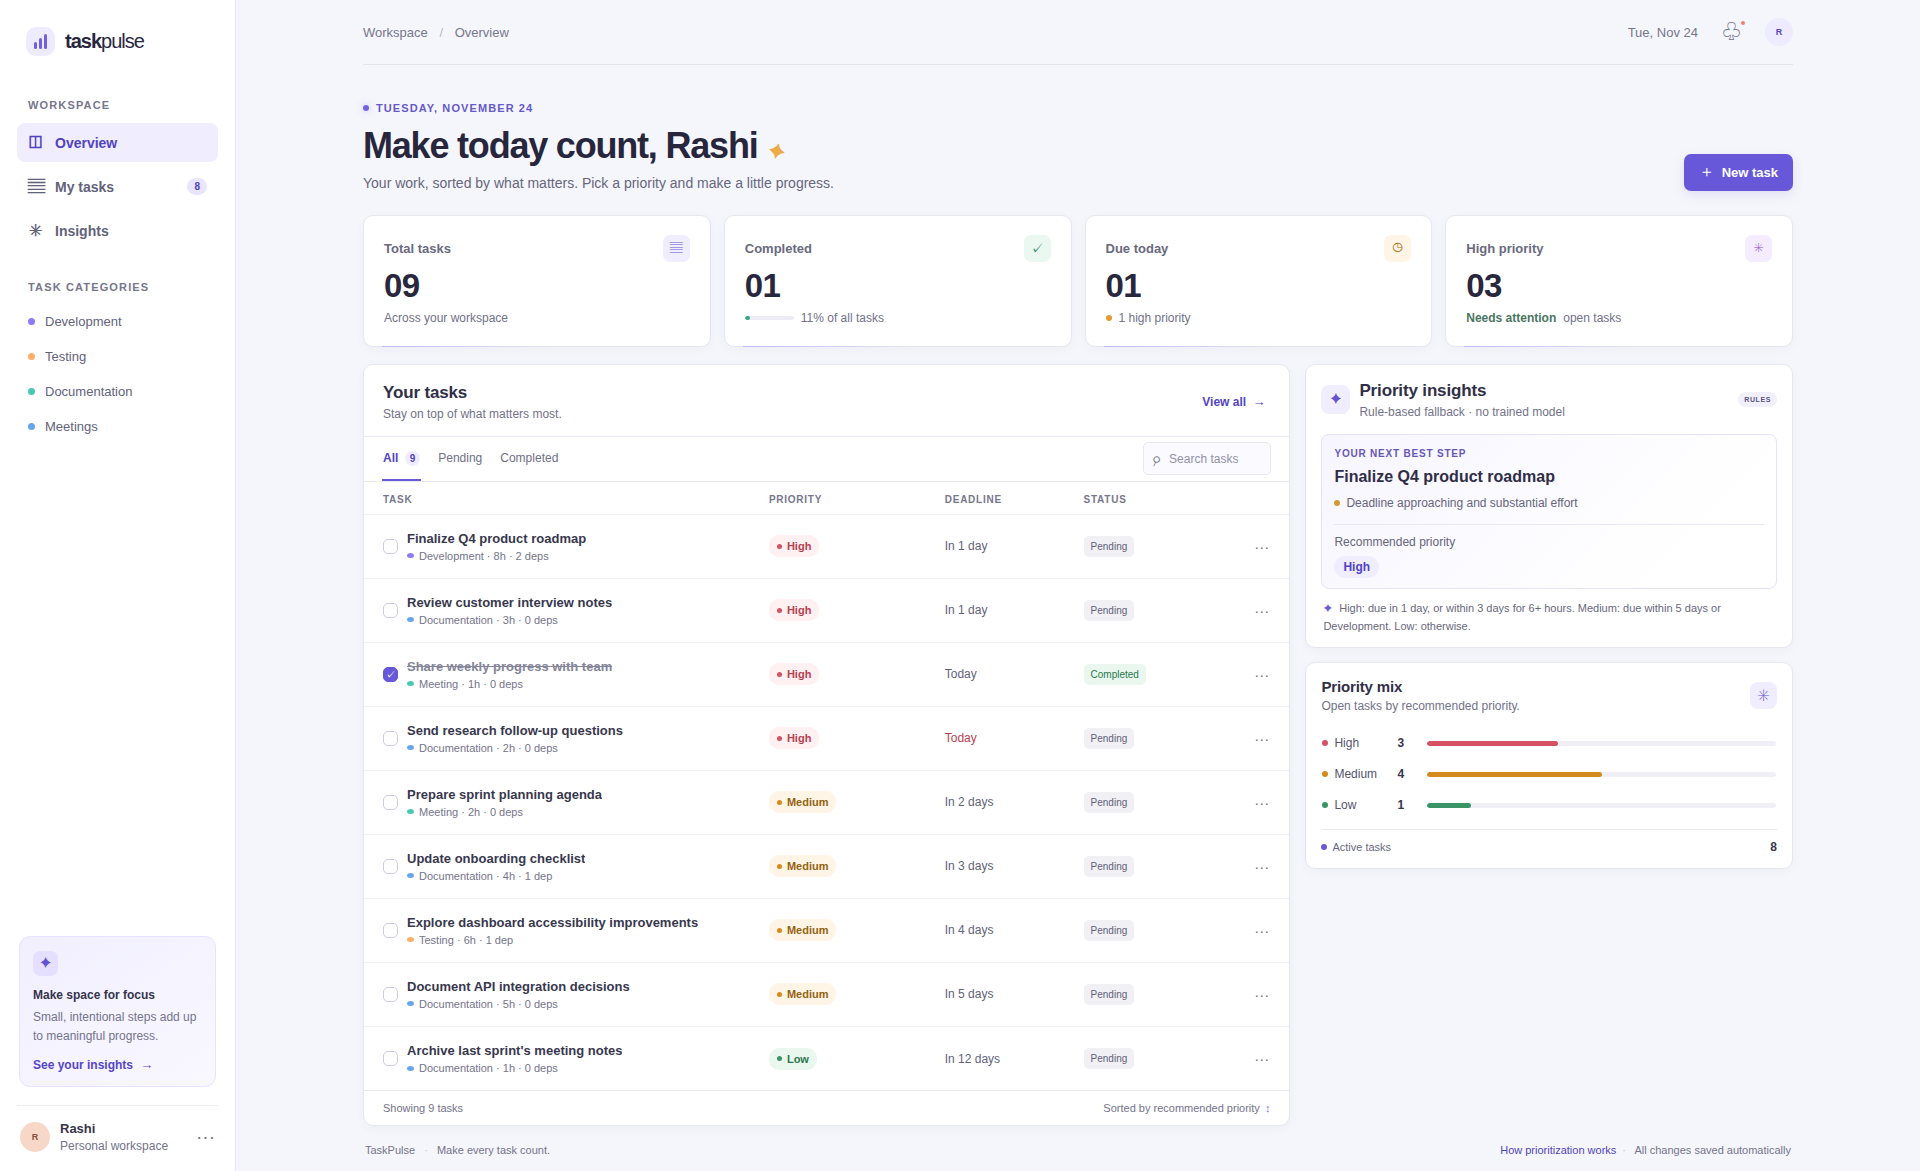 taskpulse
WORKSPACE
Overview
My tasks 8
Insights
TASK CATEGORIES
Development
Testing
Documentation
Meetings
Make space for focus
Small, intentional steps add up
to meaningful progress.
See your insights →
R
Rashi
Personal workspace
...
Workspace / Overview
Tue, Nov 24
R
TUESDAY, NOVEMBER 24
Make today count, Rashi
Your work, sorted by what matters. Pick a priority and make a little progress.
+ New task
Total tasks
09
Across your workspace
Completed
01
11% of all tasks
Due today
01
1 high priority
High priority
03
Needs attention open tasks
Your tasks
Stay on top of what matters most.
View all →
All 9 Pending Completed
Search tasks
TASK PRIORITY DEADLINE STATUS
Finalize Q4 product roadmap
Development · 8h · 2 deps
High In 1 day Pending ...
Review customer interview notes
Documentation · 3h · 0 deps
High In 1 day Pending ...
Share weekly progress with team
Meeting · 1h · 0 deps
High Today Completed ...
Send research follow-up questions
Documentation · 2h · 0 deps
High Today Pending ...
Prepare sprint planning agenda
Meeting · 2h · 0 deps
Medium In 2 days Pending ...
Update onboarding checklist
Documentation · 4h · 1 dep
Medium In 3 days Pending ...
Explore dashboard accessibility improvements
Testing · 6h · 1 dep
Medium In 4 days Pending ...
Document API integration decisions
Documentation · 5h · 0 deps
Medium In 5 days Pending ...
Archive last sprint's meeting notes
Documentation · 1h · 0 deps
Low In 12 days Pending ...
Showing 9 tasks
Sorted by recommended priority ↕
Priority insights
Rule-based fallback · no trained model
RULES
YOUR NEXT BEST STEP
Finalize Q4 product roadmap
Deadline approaching and substantial effort
Recommended priority
High
High: due in 1 day, or within 3 days for 6+ hours. Medium: due within 5 days or
Development. Low: otherwise.
Priority mix
Open tasks by recommended priority.
High 3
Medium 4
Low 1
Active tasks 8
TaskPulse · Make every task count.
How prioritization works · All changes saved automatically